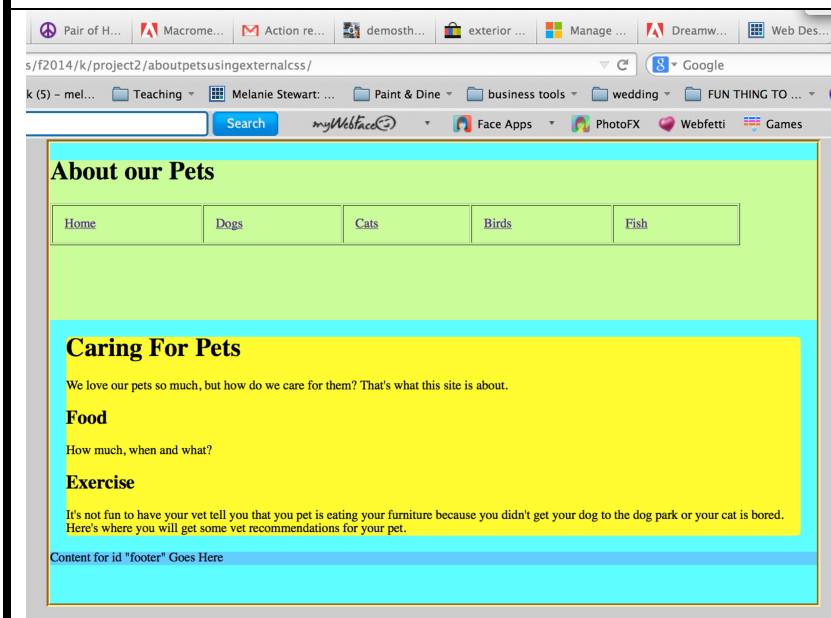 Pair of H... Macrome... Action re... demosth... exterior ... Manage ... Dreamw... Web Des...
s/f2014/k/project2/aboutpetsusingexternalcss/ Google
k (5) – mel... Teaching Melanie Stewart: ... Paint & Dine business tools wedding FUN THING TO ...
Search myWebface Face Apps PhotoFX Webfetti Games
About our Pets
Home Dogs Cats Birds Fish
Caring For Pets
We love our pets so much, but how do we care for them? That's what this site is about.
Food
How much, when and what?
Exercise
It's not fun to have your vet tell you that you pet is eating your furniture because you didn't get your dog to the dog park or your cat is bored.
Here's where you will get some vet recommendations for your pet.
Content for id "footer" Goes Here